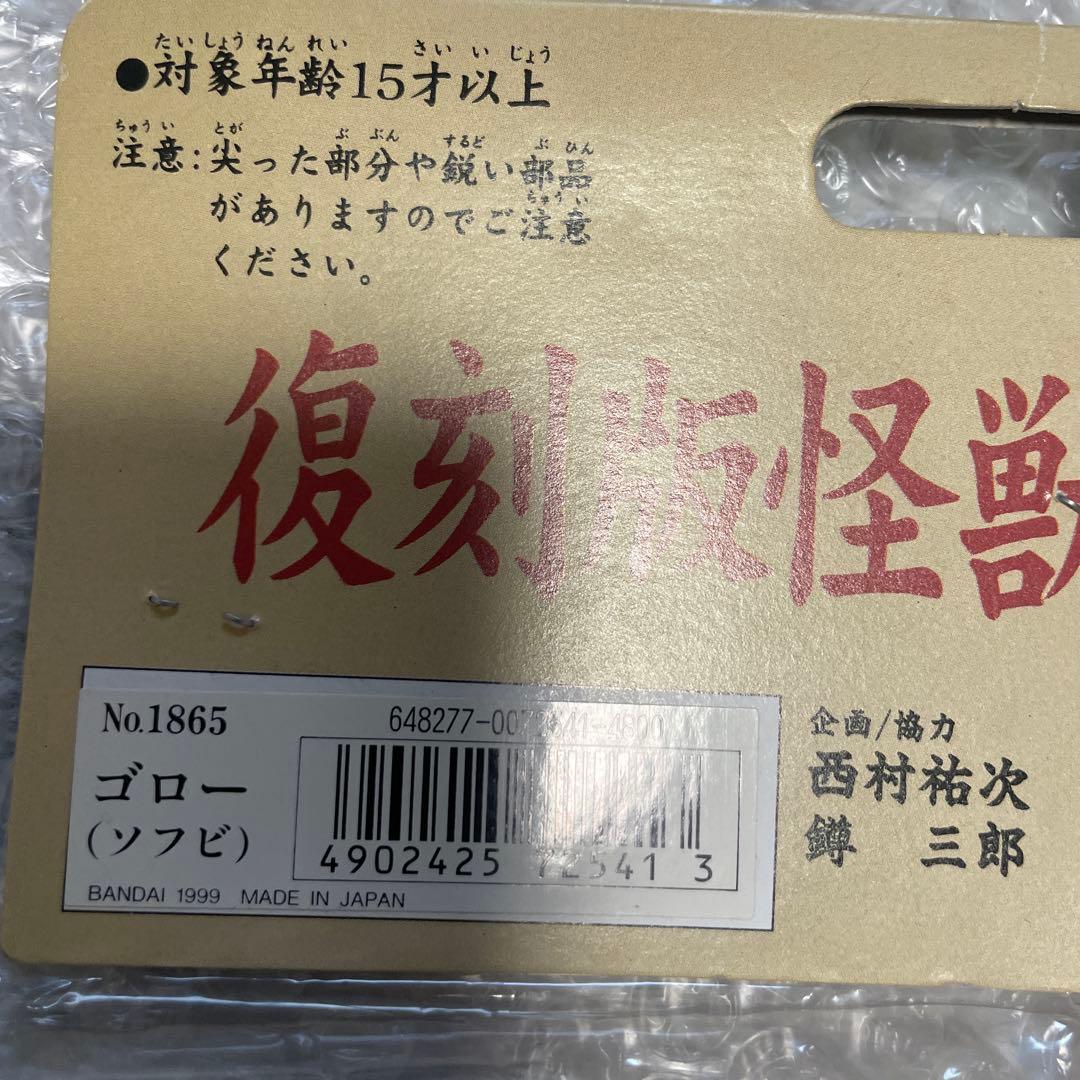 ●対象年齢15才以上
たいしょうねんれい さいいじょう
注意:尖った部分や鋭い部品
ちゅうい とが ぶぶん するど ぶひん
がありますのでご注意
ちゅうい
ください。
復刻版怪獣
No.1865
ゴロー
(ソフビ)
BANDAI 1999 MADE IN JAPAN
4902425 72541 3
企画/協力
西村祐次
鐏 三郎